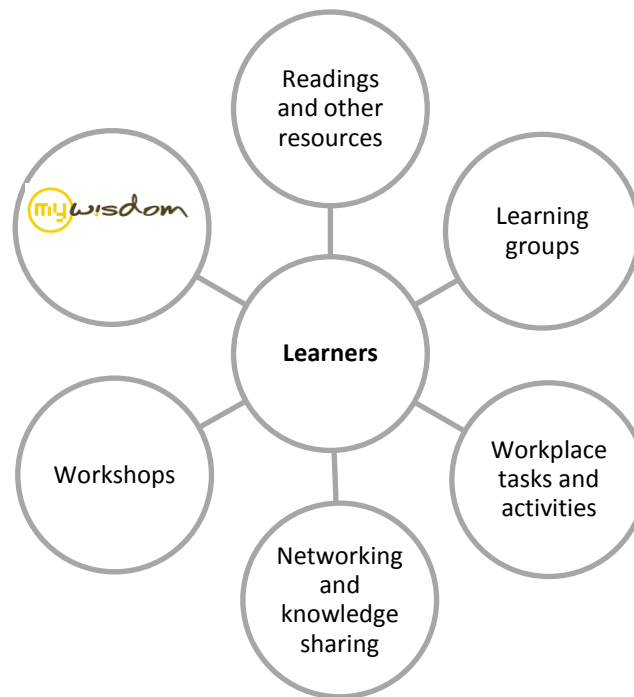 Readings
and other
resources
mywisdom
Learning
groups
Learners
Workshops
Workplace
tasks and
activities
Networking
and
knowledge
sharing